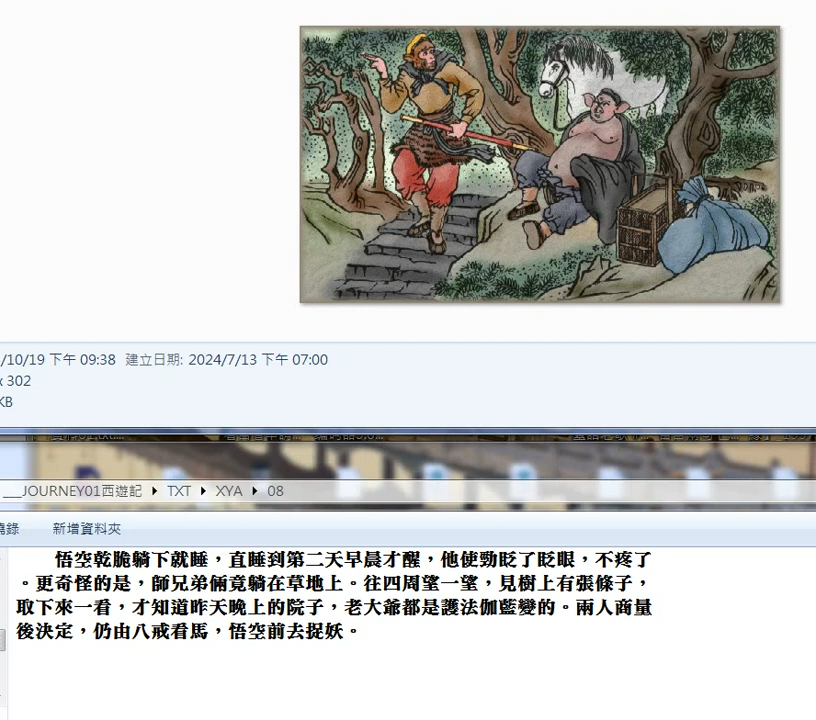 /10/19 下午 09:38 建立日期: 2024/7/13 下午 07:00
x 302
KB
___JOURNEY01西遊記 ▸ TXT ▸ XYA ▸ 08
燒錄 新增資料夾
悟空乾脆躺下就睡，直睡到第二天早晨才醒，他使勁眨了眨眼，不疼了
。更奇怪的是，師兄弟倆竟躺在草地上。往四周望一望，見樹上有張條子，
取下來一看，才知道昨天晚上的院子，老大爺都是護法伽藍變的。兩人商量
後決定，仍由八戒看馬，悟空前去捉妖。